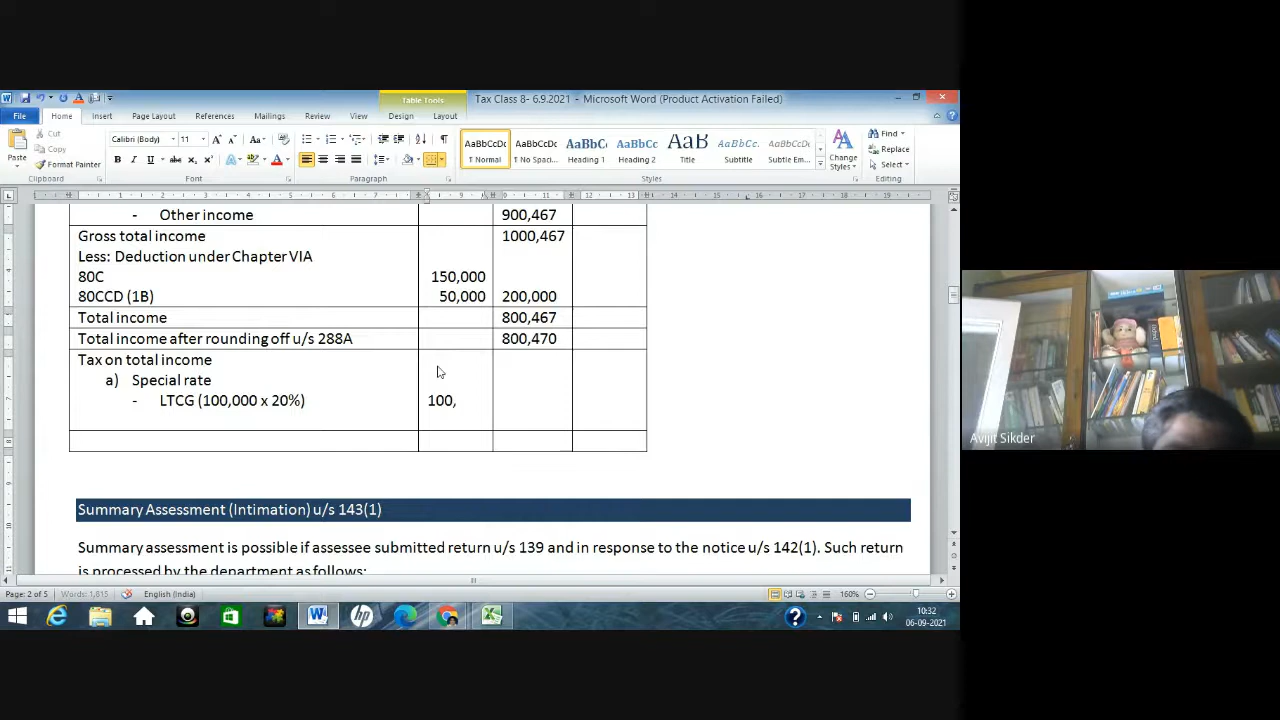 Table Tools
Tax Class 8- 6.9.2021 - Microsoft Word (Product Activation Failed)
File Home Insert Page Layout References Mailings Review View Design Layout
Cut
Copy
Format Painter
Paste
Clipboard
Calibri (Body) 11
Font
Paragraph
AaBbCcDc AaBbCcDc AaBbC AaBbCc AaB AaBbCc. AaBbCcDc
¶ Normal ¶ No Spac... Heading 1 Heading 2 Title Subtitle Subtle Em...
Styles
Change Styles
Find
Replace
Select
Editing
- Other income 900,467
Gross total income 1000,467
Less: Deduction under Chapter VIA
80C 150,000
80CCD (1B) 50,000 200,000
Total income 800,467
Total income after rounding off u/s 288A 800,470
Tax on total income
a) Special rate
- LTCG (100,000 x 20%) 100,
Summary Assessment (Intimation) u/s 143(1)
Summary assessment is possible if assessee submitted return u/s 139 and in response to the notice u/s 142(1). Such return
is processed by the department as follows:
Page: 2 of 5 Words: 1,815 English (India) 160%
10:32
06-09-2021
Avijit Sikder